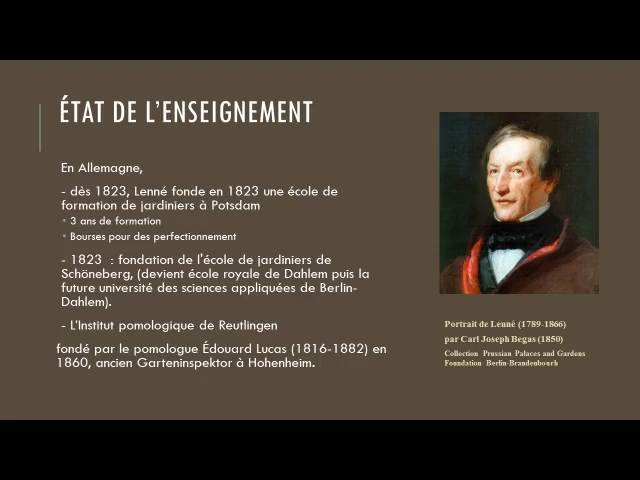 ÉTAT DE L'ENSEIGNEMENT
En Allemagne,
- dès 1823, Lenné fonde en 1823 une école de
formation de jardiniers à Potsdam
◦ 3 ans de formation
◦ Bourses pour des perfectionnement
- 1823 : fondation de l'école de jardiniers de
Schöneberg, (devient école royale de Dahlem puis la
future université des sciences appliquées de Berlin-
Dahlem).
- L'Institut pomologique de Reutlingen
fondé par le pomologue Édouard Lucas (1816-1882) en
1860, ancien Garteninspektor à Hohenheim.
Portrait de Lenné (1789-1866)
par Carl Joseph Begas (1850)
Collection Prussian Palaces and Gardens
Foundation Berlin-Brandenbourh